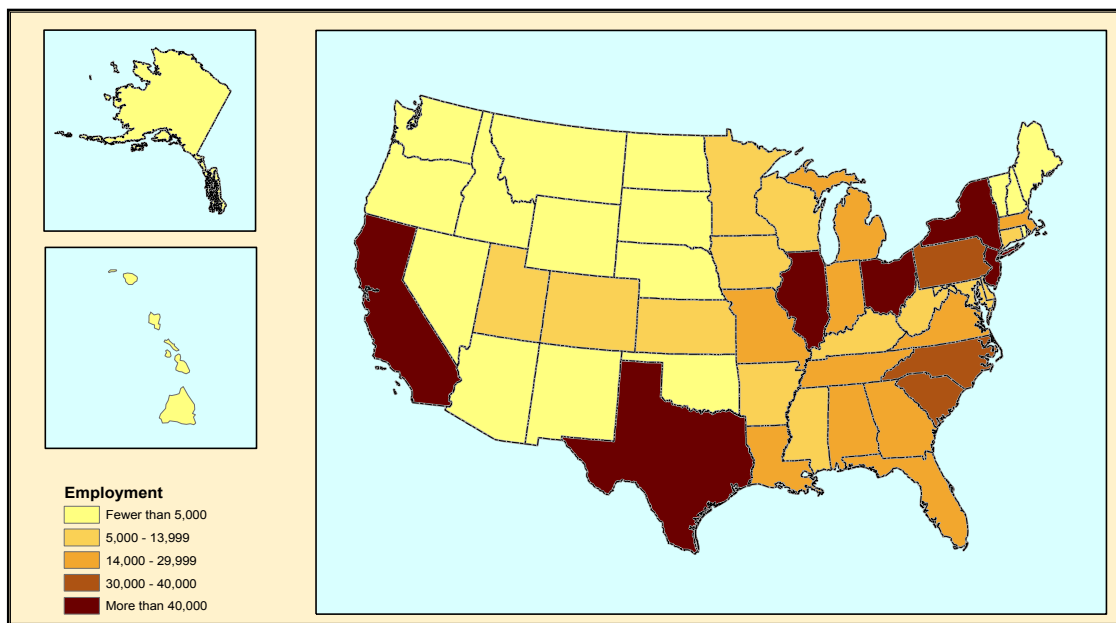 Employment
Fewer than 5,000
5,000 - 13,999
14,000 - 29,999
30,000 - 40,000
More than 40,000